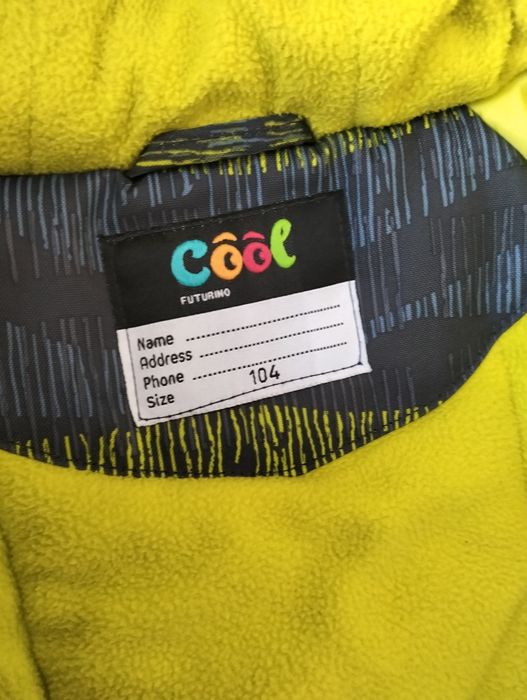 Côôl
FUTURINO
Name ........................................
Address ........................................
Phone ........................................
Size 104